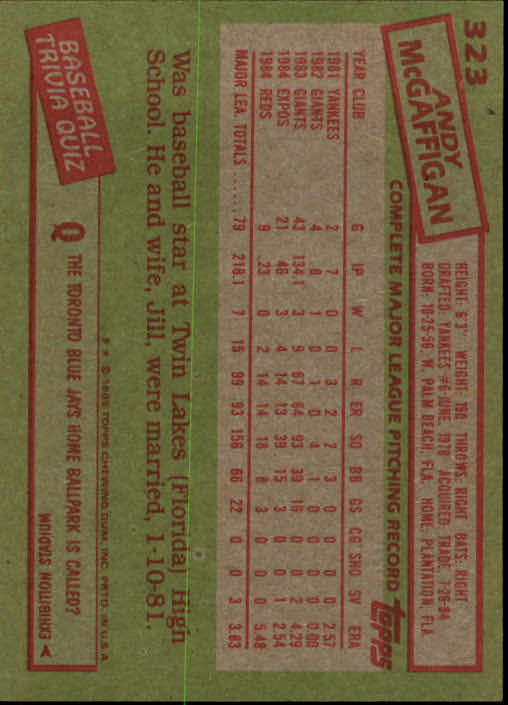 323
ANDY
McGAFFIGAN
HEIGHT: 6'3" WEIGHT: 190 THROWS: RIGHT BATS: RIGHT
DRAFTED: YANKEES #6-JUNE, 1978 ACQUIRED: TRADE, 7-26-84
BORN: 10-25-56, W. PALM BEACH, FLA. HOME: PLANTATION, FLA.
COMPLETE MAJOR LEAGUE PITCHING RECORD topps
YEAR CLUB G IP W L R ER SO BB GS CG SHO SV ERA
1981 YANKEES 2 7 0 0 3 2 2 3 0 0 0 0 2.57
1982 GIANTS 4 8 1 0 1 0 4 1 0 0 0 0 0.00
1983 GIANTS 43 134.1 3 9 67 64 93 39 16 0 0 2 4.29
1984 EXPOS 21 46 3 4 14 13 39 15 3 0 0 1 2.54
1984 REDS 9 23 0 2 14 14 18 8 3 0 0 0 5.48
MAJOR LEA. TOTALS ...... 79 218.1 7 15 99 93 156 66 22 0 0 3 3.83
Was baseball star at Twin Lakes (Florida) High
School. He and wife, Jill, were married, 1-10-81.
F * © 1985 TOPPS CHEWING GUM, INC. PRTD. IN U.S.A.
BASEBALL
TRIVIA QUIZ
Q THE TORONTO BLUE JAYS HOME BALLPARK IS CALLED?
A EXHIBITION STADIUM